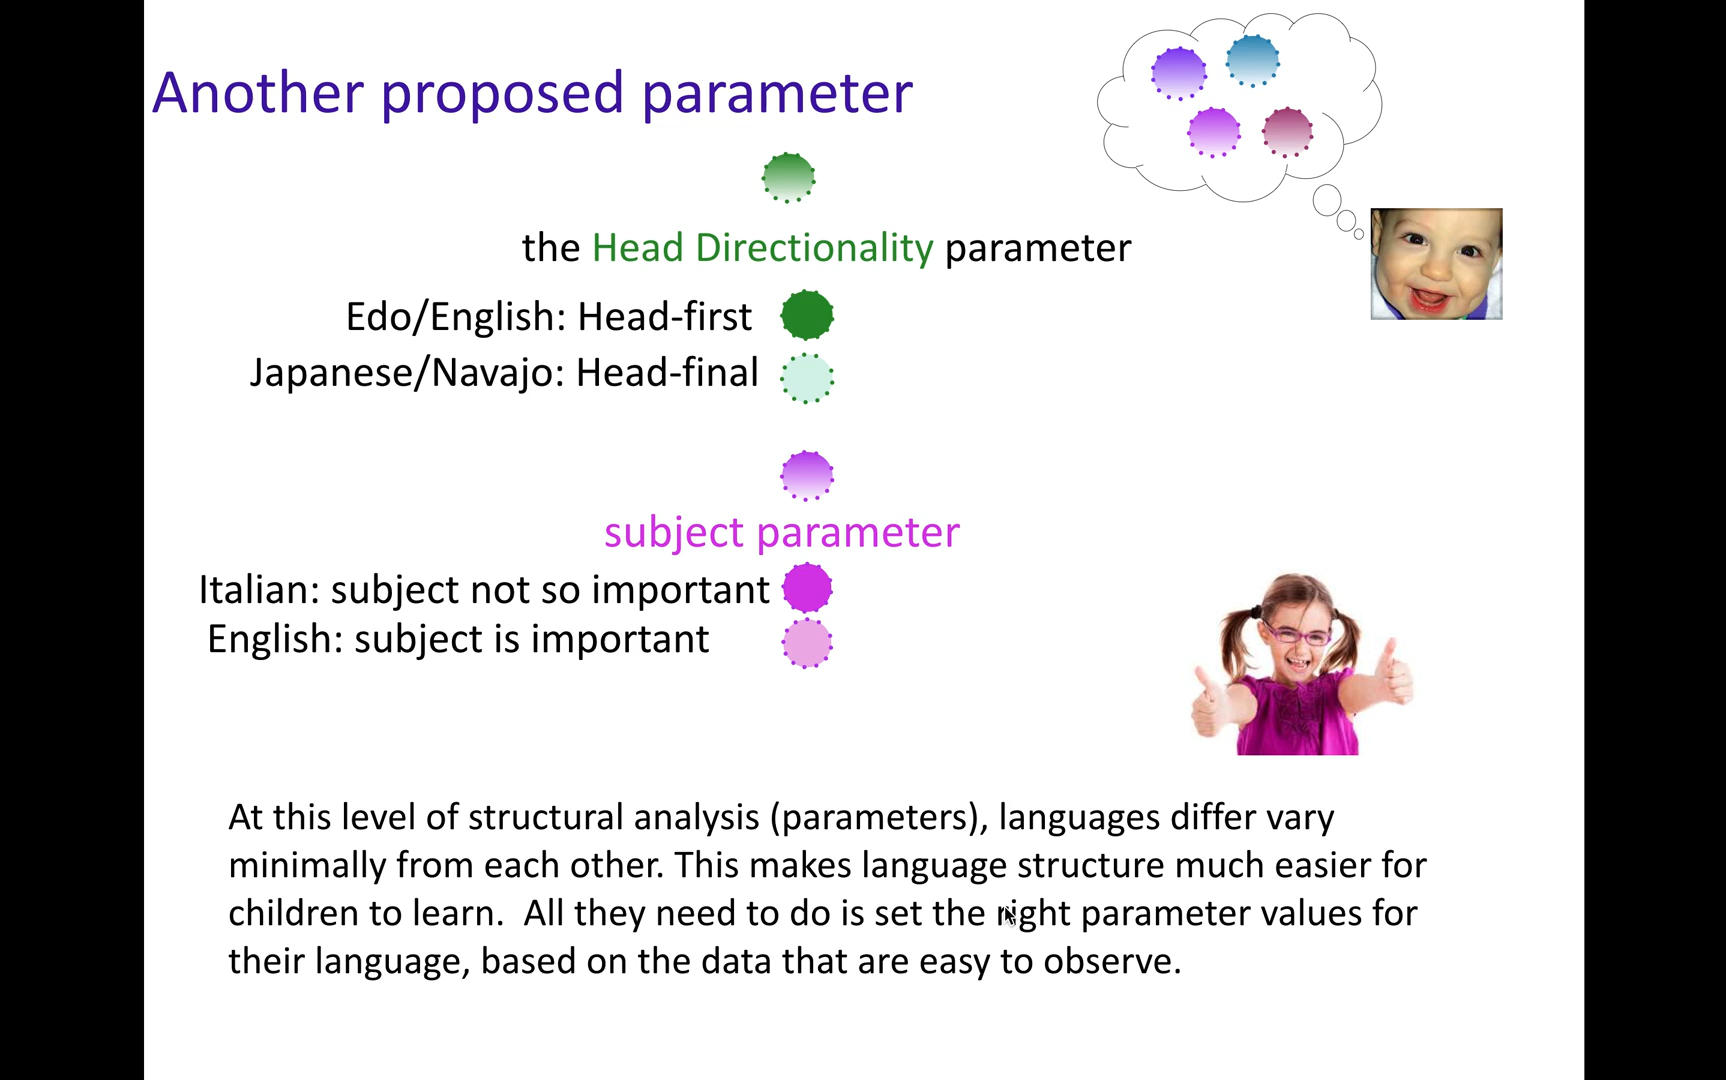 Another proposed parameter
the Head Directionality parameter
Edo/English: Head-first
Japanese/Navajo: Head-final
subject parameter
Italian: subject not so important
English: subject is important
At this level of structural analysis (parameters), languages differ vary
minimally from each other. This makes language structure much easier for
children to learn.  All they need to do is set the right parameter values for
their language, based on the data that are easy to observe.